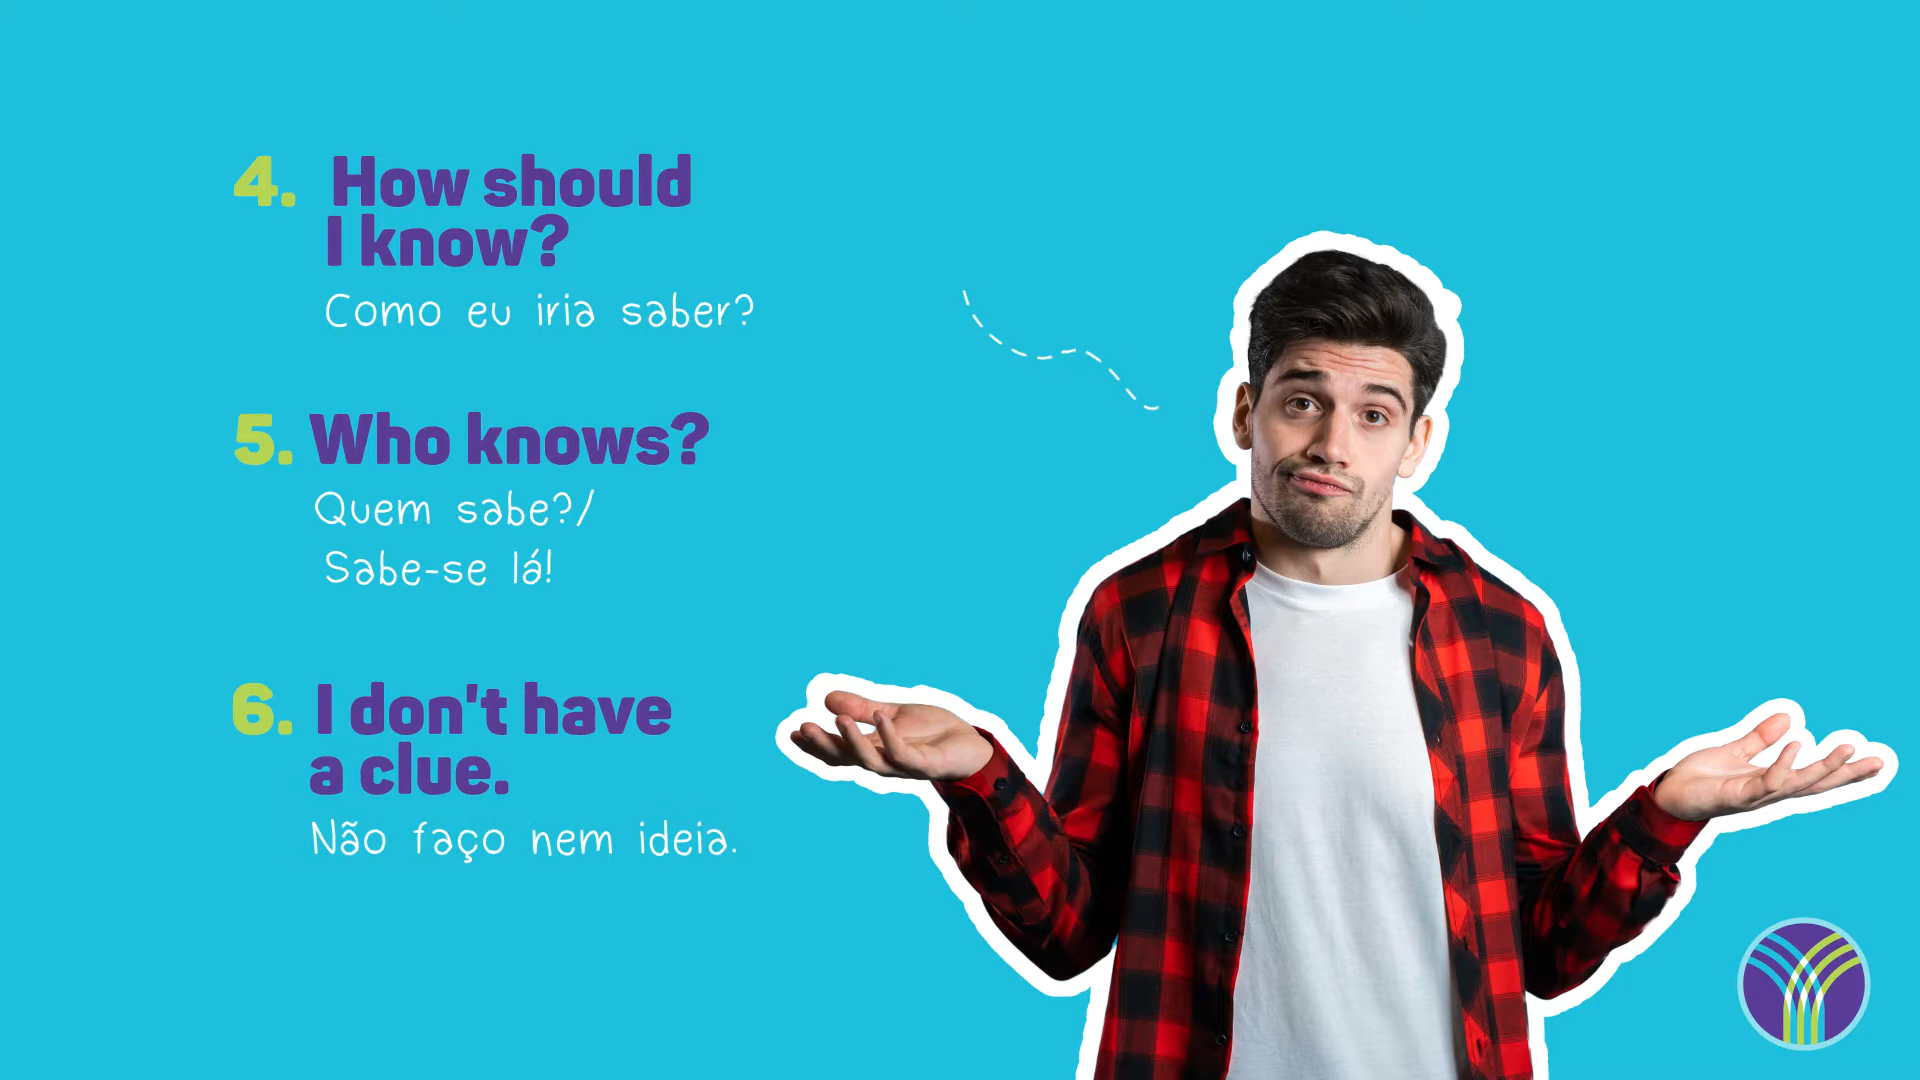 4. How should
I know?
Como eu iria saber?
5. Who knows?
Quem sabe?/
Sabe-se lá!
6. I don't have
a clue.
Não faço nem ideia.